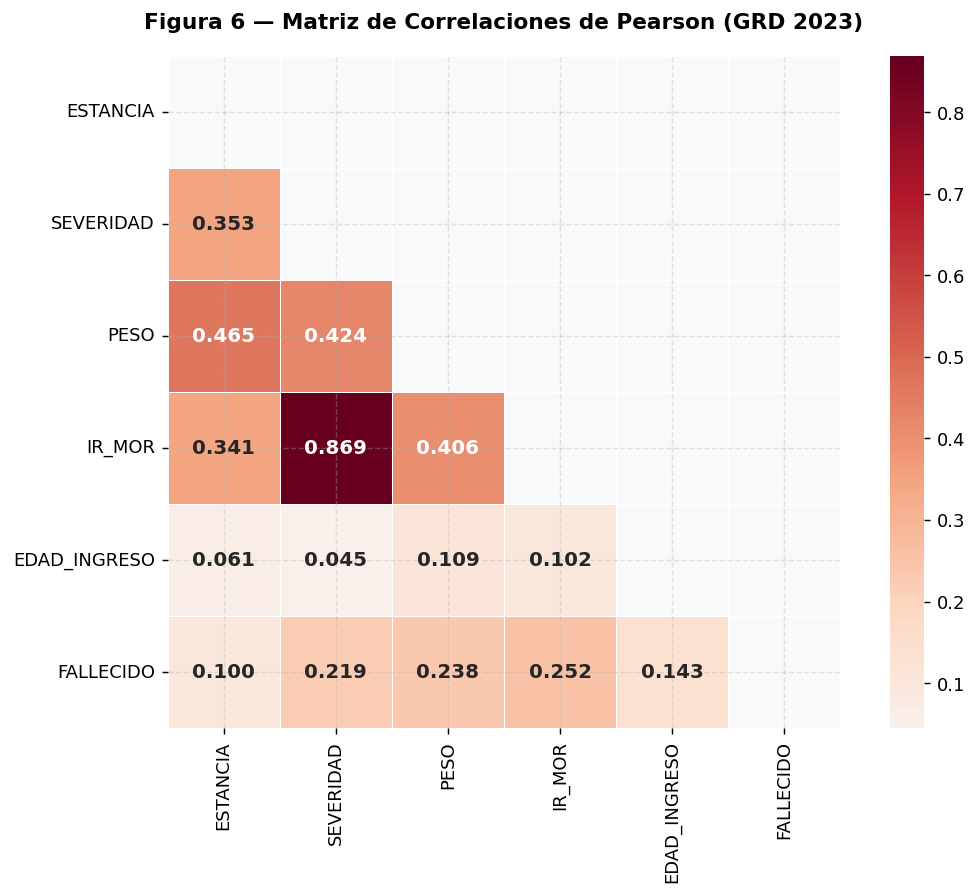 Figura 6 — Matriz de Correlaciones de Pearson (GRD 2023)
ESTANCIA
SEVERIDAD 0.353
PESO 0.465 0.424
IR_MOR 0.341 0.869 0.406
EDAD_INGRESO 0.061 0.045 0.109 0.102
FALLECIDO 0.100 0.219 0.238 0.252 0.143
ESTANCIA SEVERIDAD PESO IR_MOR EDAD_INGRESO FALLECIDO
0.8
0.7
0.6
0.5
0.4
0.3
0.2
0.1